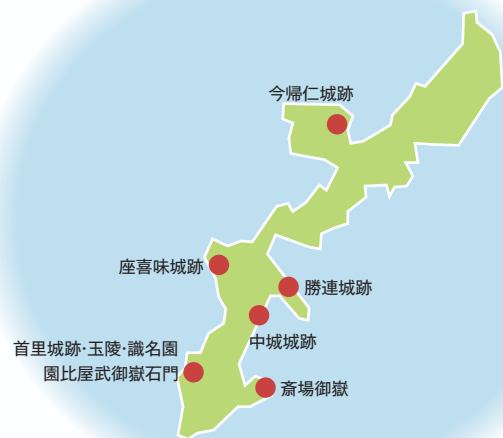 今帰仁城跡
座喜味城跡
勝連城跡
中城城跡
首里城跡·玉陵·識名園
園比屋武御嶽石門
斎場御嶽